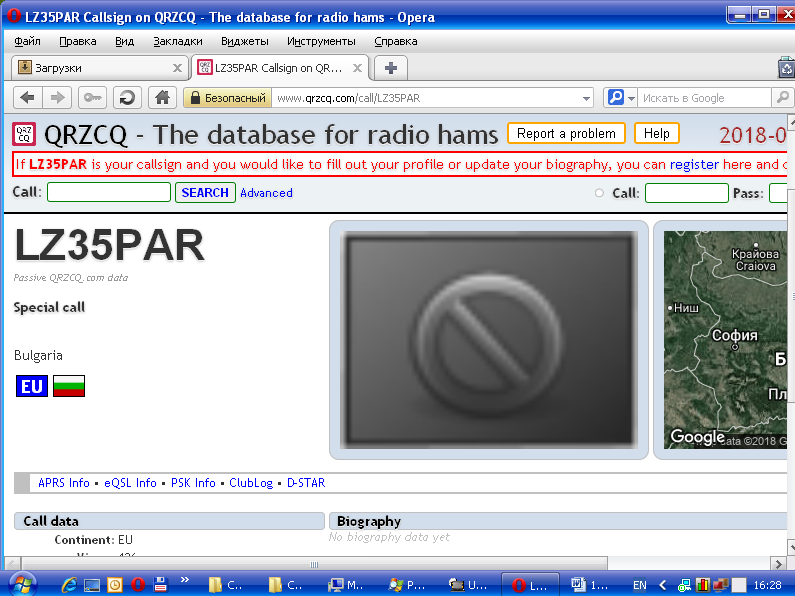 LZ35PAR Callsign on QRZCQ - The database for radio hams - Opera
Файл Правка Вид Закладки Виджеты Инструменты Справка
Загрузки LZ35PAR Callsign on QR...
Безопасный www.qrzcq.com/call/LZ35PAR Искать в Google
QRZ CQ QRZCQ - The database for radio hams Report a problem Help 2018-0
If LZ35PAR is your callsign and you would like to fill out your profile or update your biography, you can register here and
Call: SEARCH Advanced Call: Pass:
LZ35PAR
Passive QRZCQ.com data
Special call
Bulgaria
EU
Крайова
Craiova
Ниш
София
Б
Пл
Google
data ©2018 G
APRS Info • eQSL Info • PSK Info • ClubLog • D-STAR
Call data Biography
Continent: EU No biography data yet
C... C... M... P... U... L... 1... EN 16:28